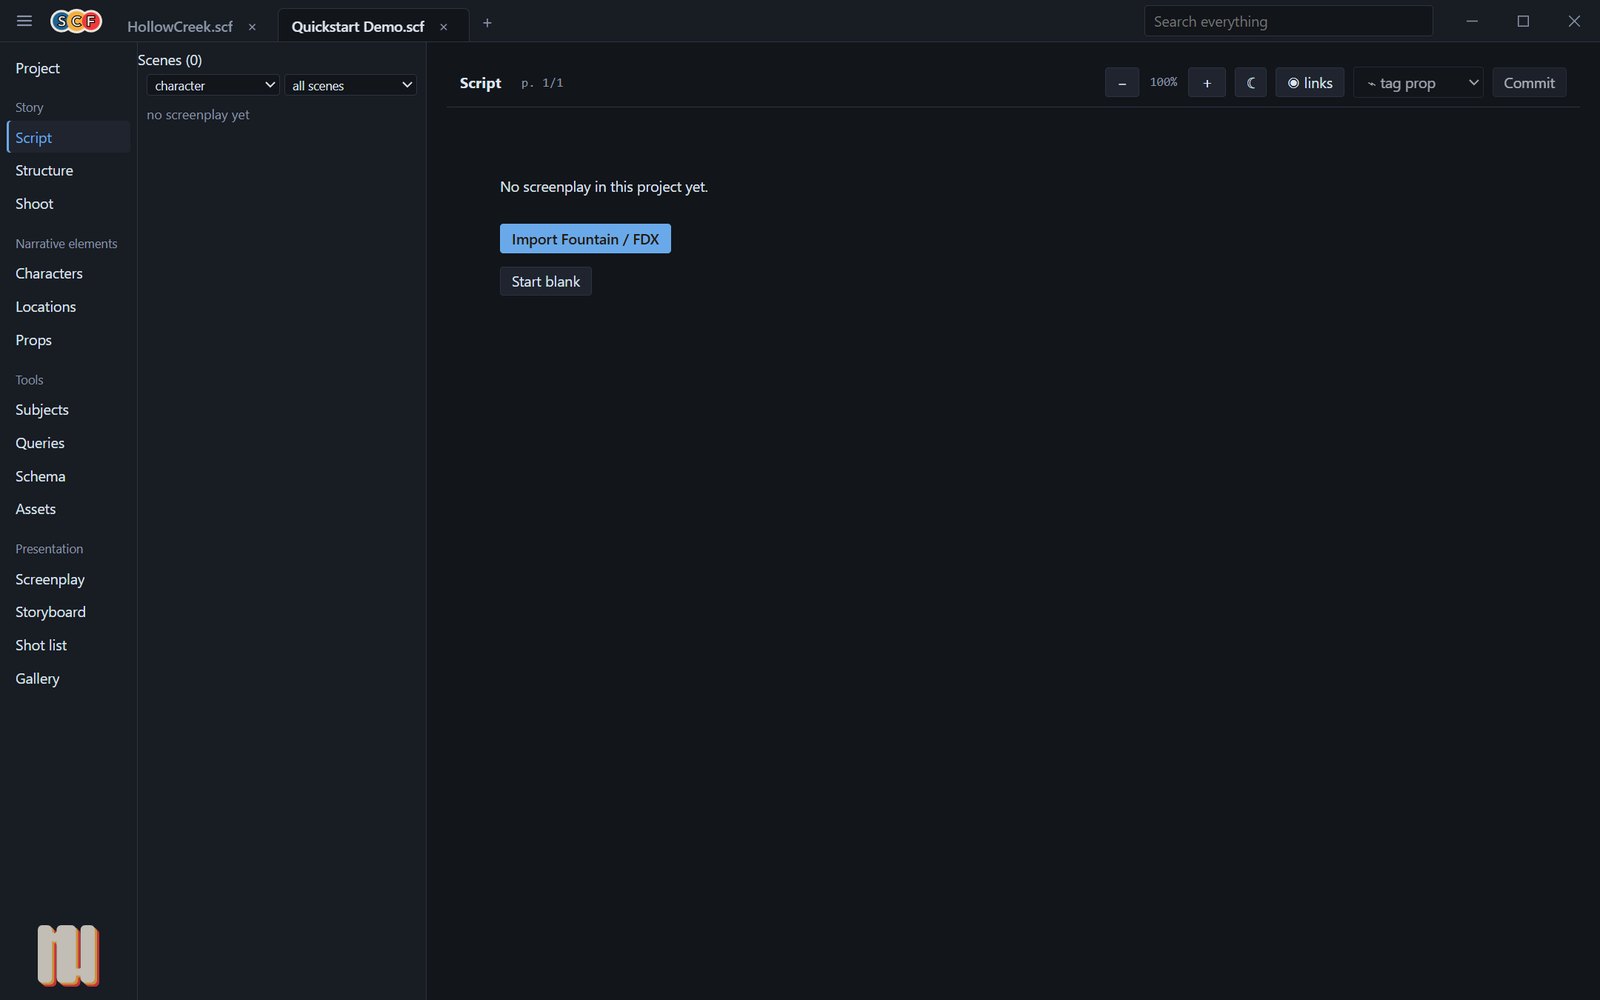 SCF
HollowCreek.scf ×
Quickstart Demo.scf ×
+
Search everything
Project
Story
Script
Structure
Shoot
Narrative elements
Characters
Locations
Props
Tools
Subjects
Queries
Schema
Assets
Presentation
Screenplay
Storyboard
Shot list
Gallery
Scenes (0)
character
all scenes
no screenplay yet
Script p. 1/1
– 100% + ☾ ◉ links ⌁ tag prop Commit
No screenplay in this project yet.
Import Fountain / FDX
Start blank